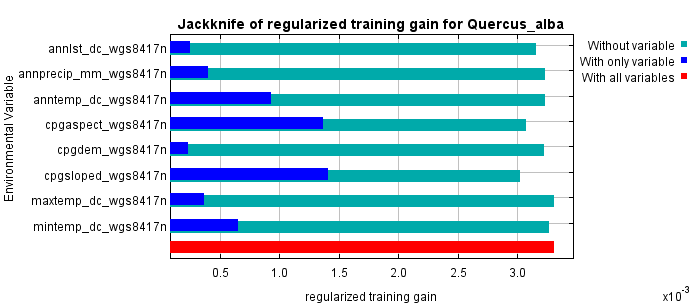 Jackknife of regularized training gain for Quercus_alba
Environmental Variable
annlst_dc_wgs8417n
annprecip_mm_wgs8417n
anntemp_dc_wgs8417n
cpgaspect_wgs8417n
cpgdem_wgs8417n
cpgsloped_wgs8417n
maxtemp_dc_wgs8417n
mintemp_dc_wgs8417n
Without variable
With only variable
With all variables
0.5 1.0 1.5 2.0 2.5 3.0
x10^-3
regularized training gain